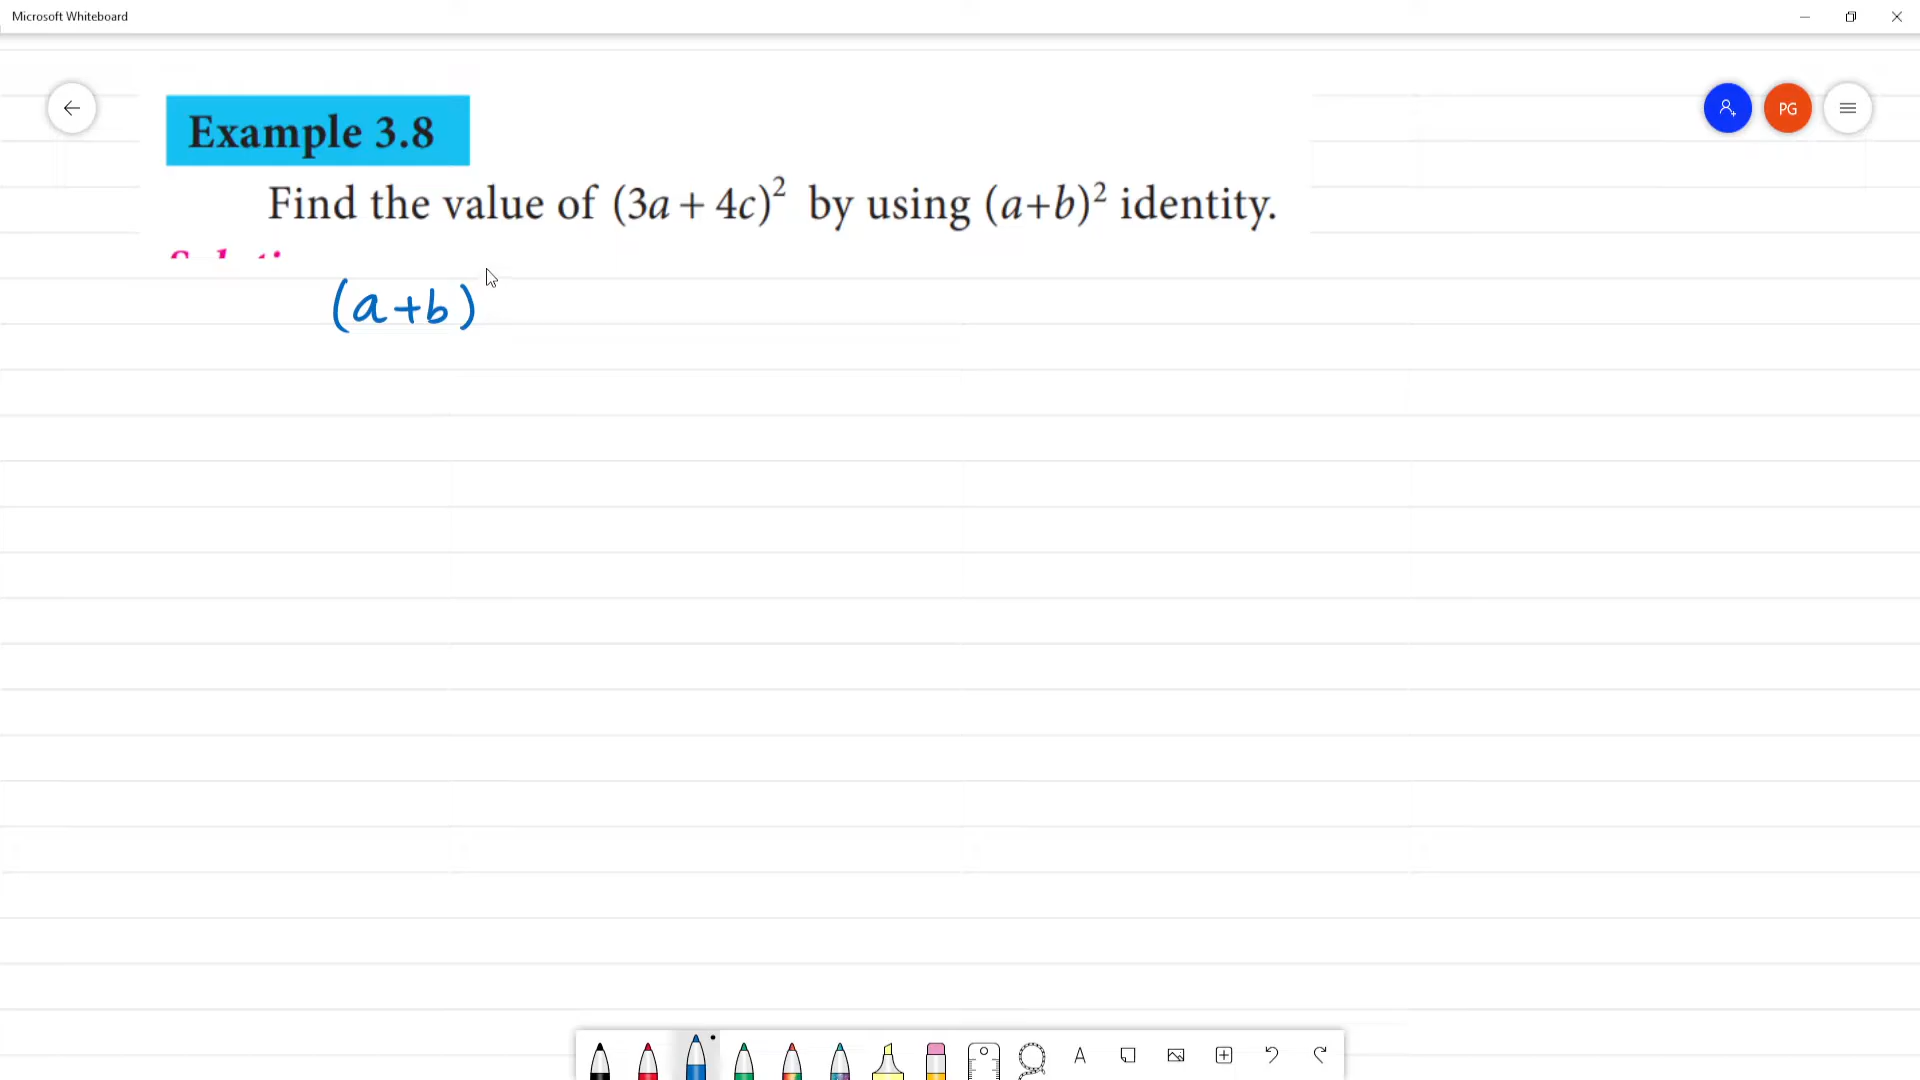 Microsoft Whiteboard
Example 3.8
PG
Find the value of (3a + 4c)² by using (a+b)² identity.
(a+b)
A